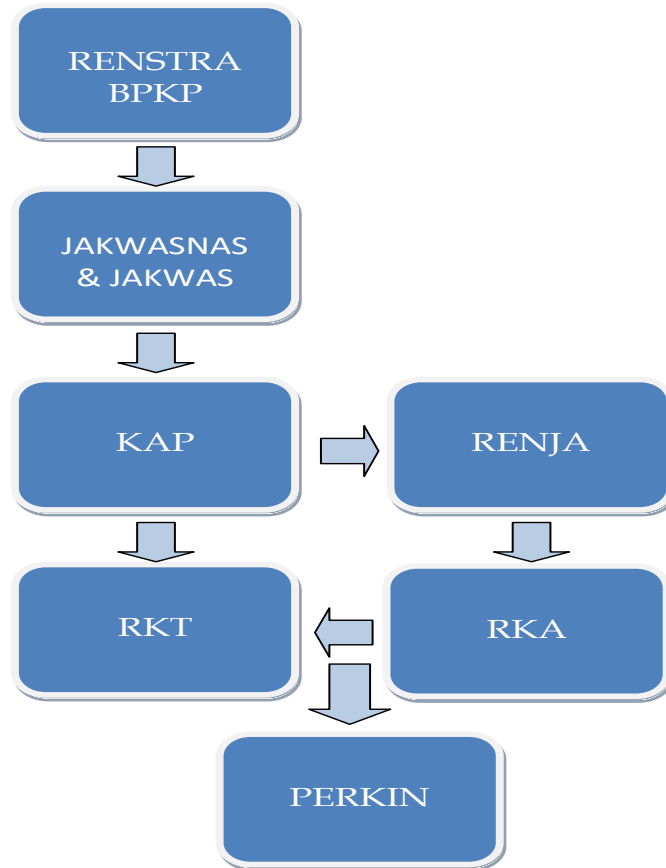 RENSTRA
BPKP
JAKWASNAS
& JAKWAS
KAP
RENJA
RKT
RKA
PERKIN